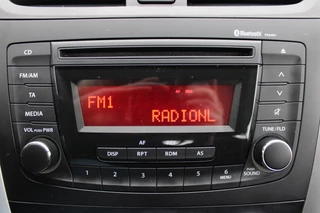 Bluetooth
CD
FM/AM
TA
MEDIA
VOL PUSH PWR
FM1
RADIONL
AF
DISP
RPT
RDM
AS
1
2
3
4
5
6
MENU
TUNE/FLD
PUSH SOUND